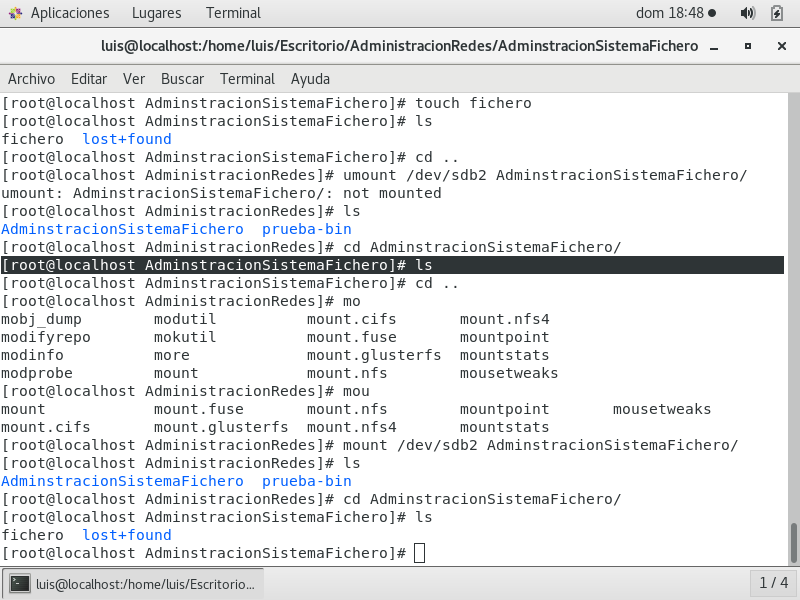 Aplicaciones Lugares Terminal dom 18:48
luis@localhost:/home/luis/Escritorio/AdministracionRedes/AdminstracionSistemaFichero
Archivo Editar Ver Buscar Terminal Ayuda
[root@localhost AdminstracionSistemaFichero]# touch fichero
[root@localhost AdminstracionSistemaFichero]# ls
fichero lost+found
[root@localhost AdminstracionSistemaFichero]# cd ..
[root@localhost AdministracionRedes]# umount /dev/sdb2 AdminstracionSistemaFichero/
umount: AdminstracionSistemaFichero/: not mounted
[root@localhost AdministracionRedes]# ls
AdminstracionSistemaFichero prueba-bin
[root@localhost AdministracionRedes]# cd AdminstracionSistemaFichero/
[root@localhost AdminstracionSistemaFichero]# ls
[root@localhost AdminstracionSistemaFichero]# cd ..
[root@localhost AdministracionRedes]# mo
mobj_dump modutil mount.cifs mount.nfs4
modifyrepo mokutil mount.fuse mountpoint
modinfo more mount.glusterfs mountstats
modprobe mount mount.nfs mousetweaks
[root@localhost AdministracionRedes]# mou
mount mount.fuse mount.nfs mountpoint mousetweaks
mount.cifs mount.glusterfs mount.nfs4 mountstats
[root@localhost AdministracionRedes]# mount /dev/sdb2 AdminstracionSistemaFichero/
[root@localhost AdministracionRedes]# ls
AdminstracionSistemaFichero prueba-bin
[root@localhost AdministracionRedes]# cd AdminstracionSistemaFichero/
[root@localhost AdminstracionSistemaFichero]# ls
fichero lost+found
[root@localhost AdminstracionSistemaFichero]#
luis@localhost:/home/luis/Escritorio... 1 / 4